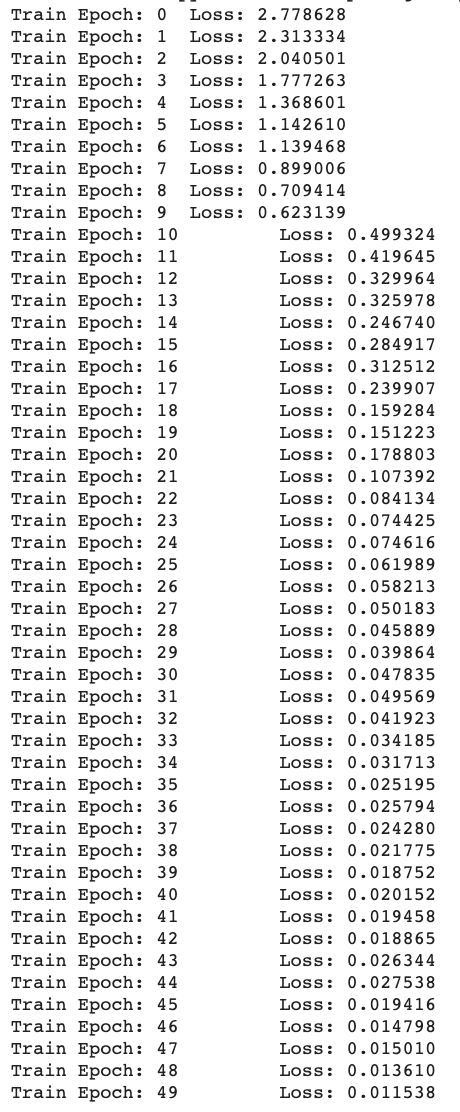 Train Epoch: 0 Loss: 2.778628
Train Epoch: 1 Loss: 2.313334
Train Epoch: 2 Loss: 2.040501
Train Epoch: 3 Loss: 1.777263
Train Epoch: 4 Loss: 1.368601
Train Epoch: 5 Loss: 1.142610
Train Epoch: 6 Loss: 1.139468
Train Epoch: 7 Loss: 0.899006
Train Epoch: 8 Loss: 0.709414
Train Epoch: 9 Loss: 0.623139
Train Epoch: 10 Loss: 0.499324
Train Epoch: 11 Loss: 0.419645
Train Epoch: 12 Loss: 0.329964
Train Epoch: 13 Loss: 0.325978
Train Epoch: 14 Loss: 0.246740
Train Epoch: 15 Loss: 0.284917
Train Epoch: 16 Loss: 0.312512
Train Epoch: 17 Loss: 0.239907
Train Epoch: 18 Loss: 0.159284
Train Epoch: 19 Loss: 0.151223
Train Epoch: 20 Loss: 0.178803
Train Epoch: 21 Loss: 0.107392
Train Epoch: 22 Loss: 0.084134
Train Epoch: 23 Loss: 0.074425
Train Epoch: 24 Loss: 0.074616
Train Epoch: 25 Loss: 0.061989
Train Epoch: 26 Loss: 0.058213
Train Epoch: 27 Loss: 0.050183
Train Epoch: 28 Loss: 0.045889
Train Epoch: 29 Loss: 0.039864
Train Epoch: 30 Loss: 0.047835
Train Epoch: 31 Loss: 0.049569
Train Epoch: 32 Loss: 0.041923
Train Epoch: 33 Loss: 0.034185
Train Epoch: 34 Loss: 0.031713
Train Epoch: 35 Loss: 0.025195
Train Epoch: 36 Loss: 0.025794
Train Epoch: 37 Loss: 0.024280
Train Epoch: 38 Loss: 0.021775
Train Epoch: 39 Loss: 0.018752
Train Epoch: 40 Loss: 0.020152
Train Epoch: 41 Loss: 0.019458
Train Epoch: 42 Loss: 0.018865
Train Epoch: 43 Loss: 0.026344
Train Epoch: 44 Loss: 0.027538
Train Epoch: 45 Loss: 0.019416
Train Epoch: 46 Loss: 0.014798
Train Epoch: 47 Loss: 0.015010
Train Epoch: 48 Loss: 0.013610
Train Epoch: 49 Loss: 0.011538